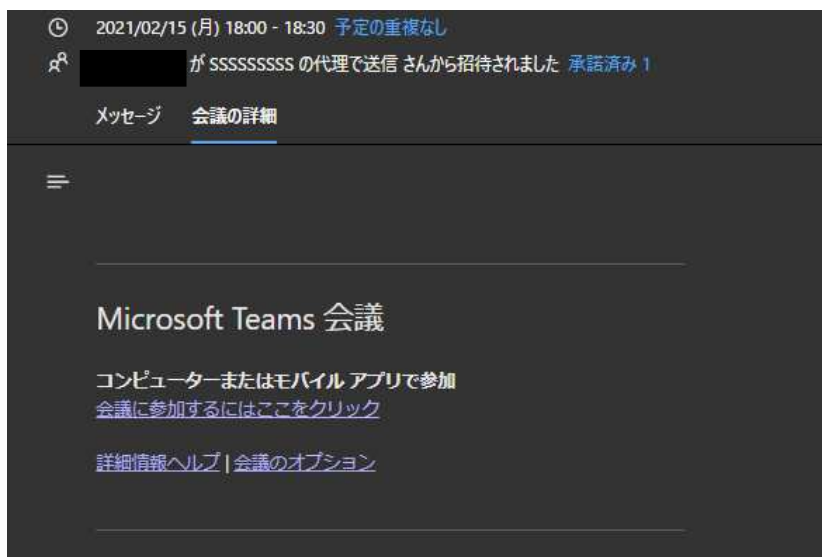 2021/02/15 (月) 18:00 - 18:30 予定の重複なし
が sssssssss の代理で送信 さんから招待されました 承諾済み 1
メッセージ 会議の詳細
Microsoft Teams 会議
コンピューターまたはモバイル アプリで参加
会議に参加するにはここをクリック
詳細情報ヘルプ | 会議のオプション